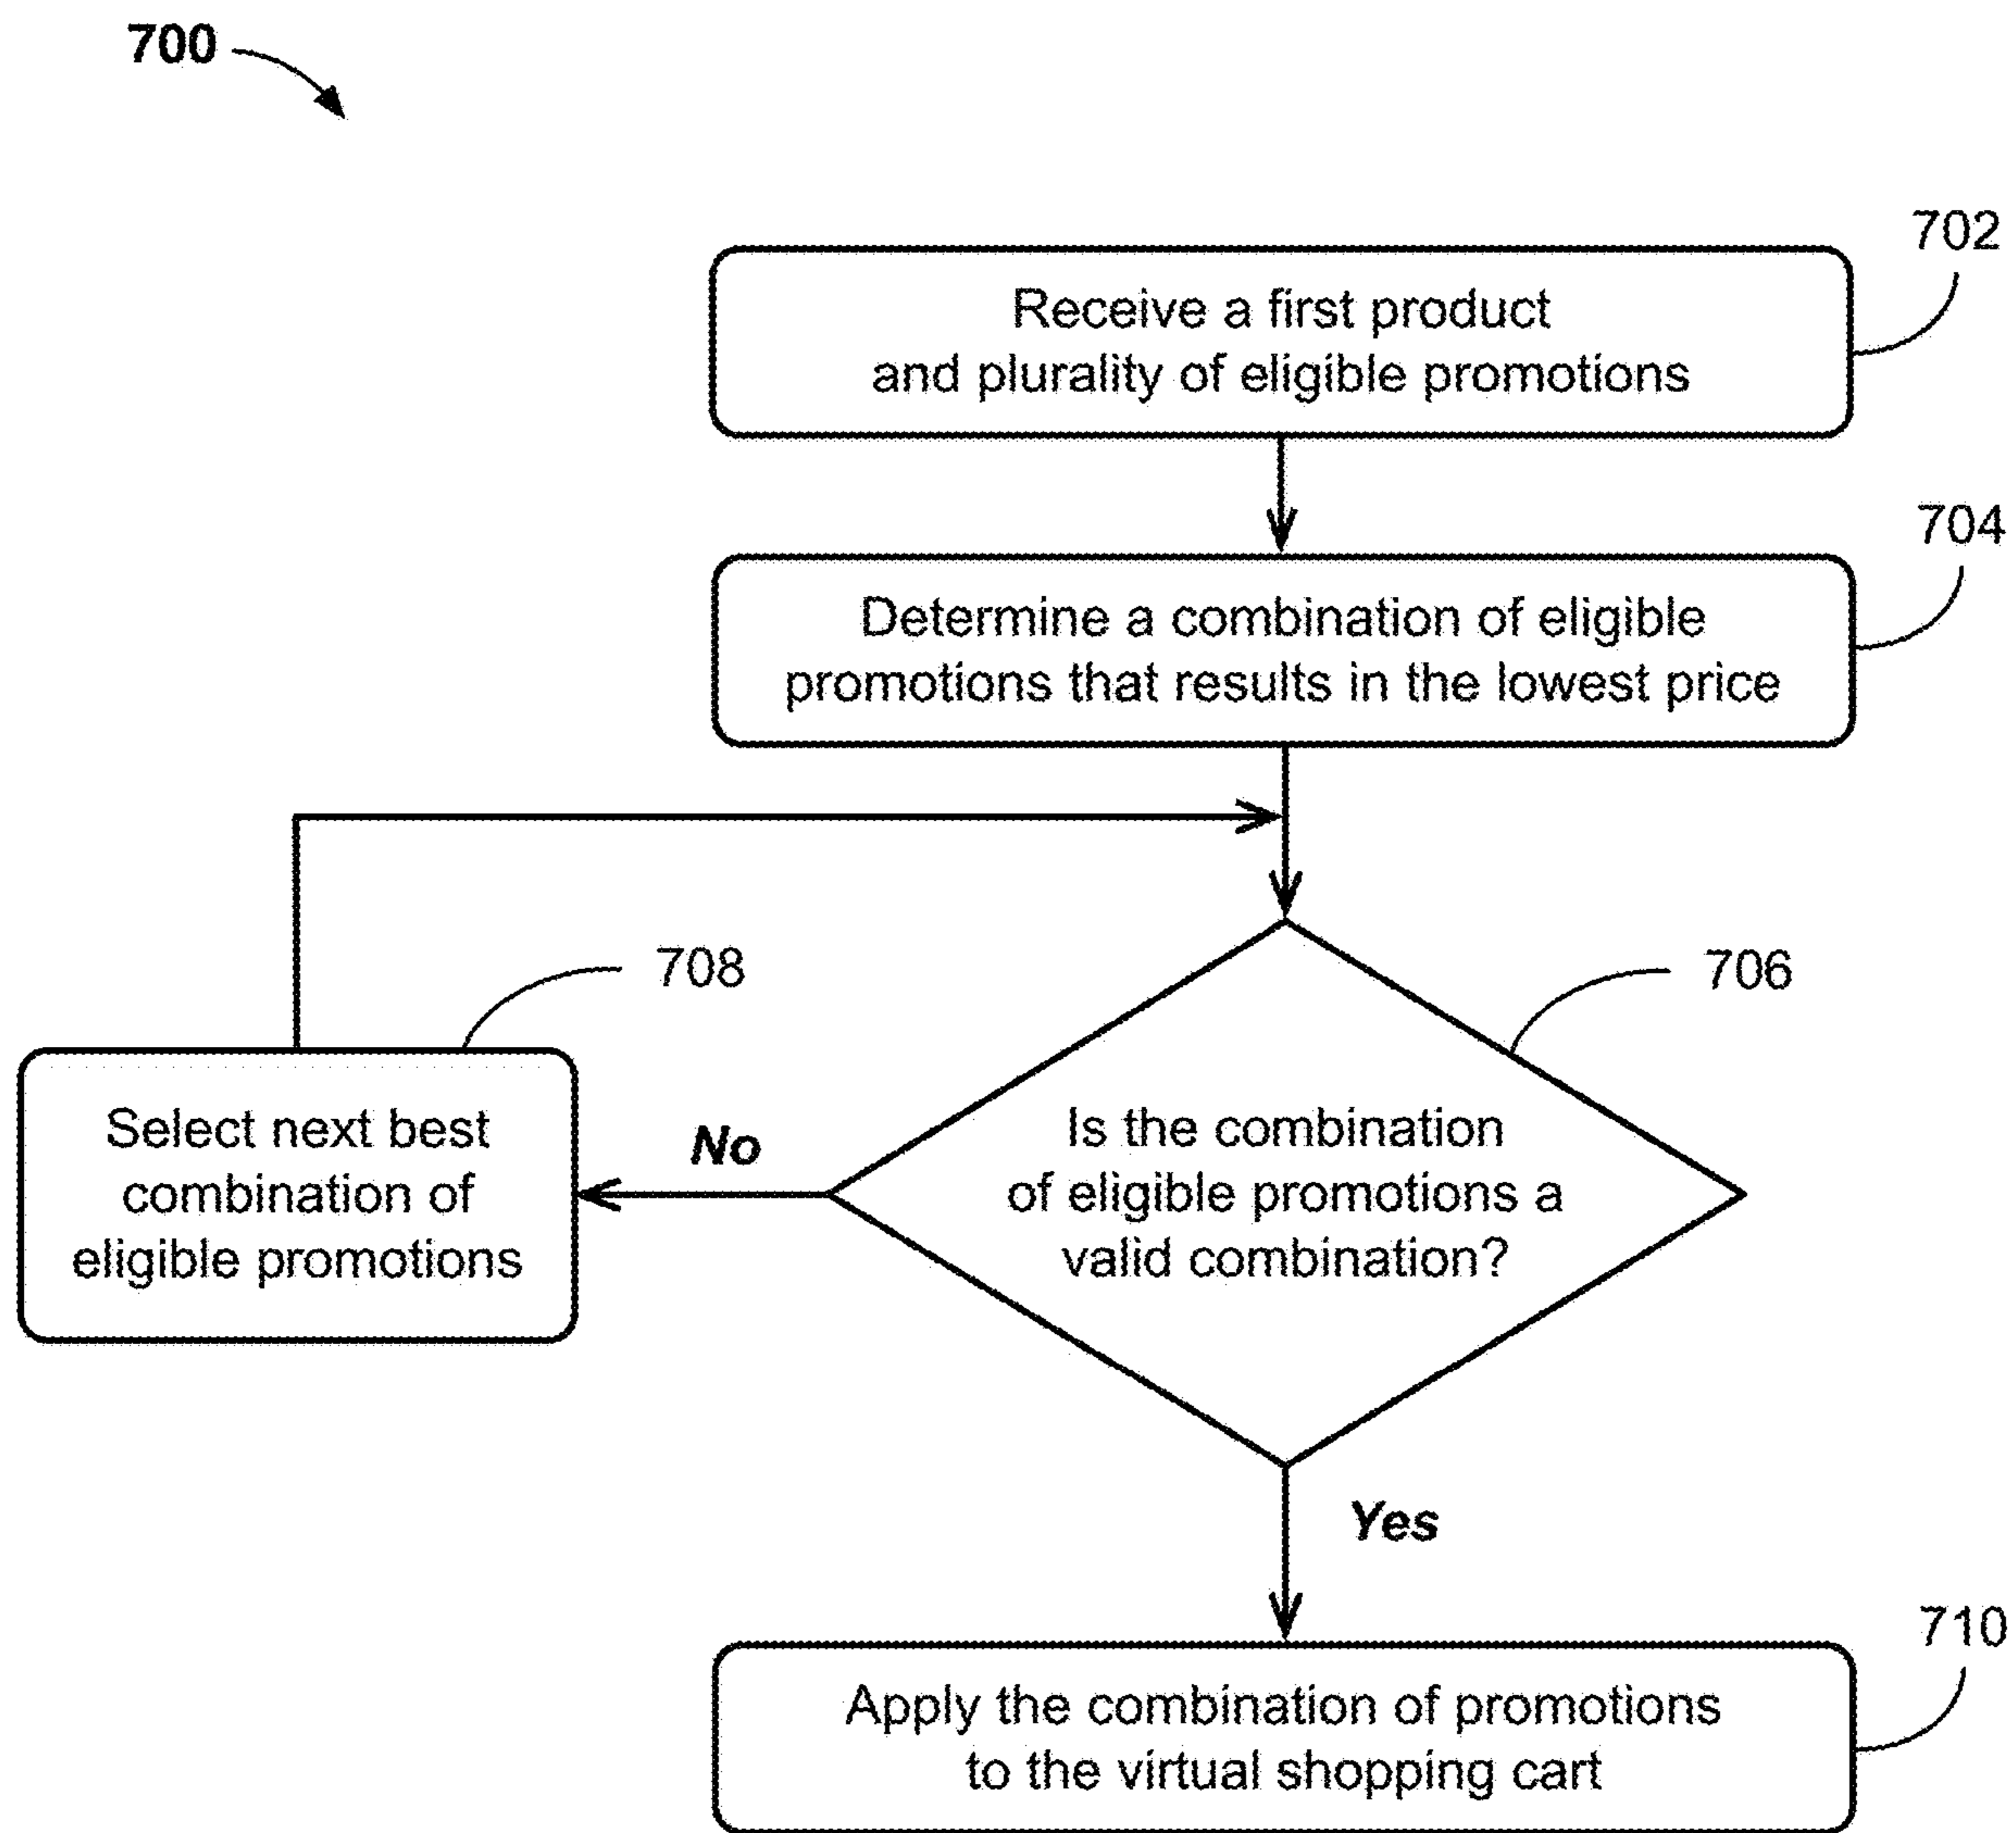 700
702
Receive a first product
and plurality of eligible promotions
704
Determine a combination of eligible
promotions that results in the lowest price
708
706
Select next best
combination of
eligible promotions
No
Is the combination
of eligible promotions a
valid combination?
Yes
710
Apply the combination of promotions
to the virtual shopping cart